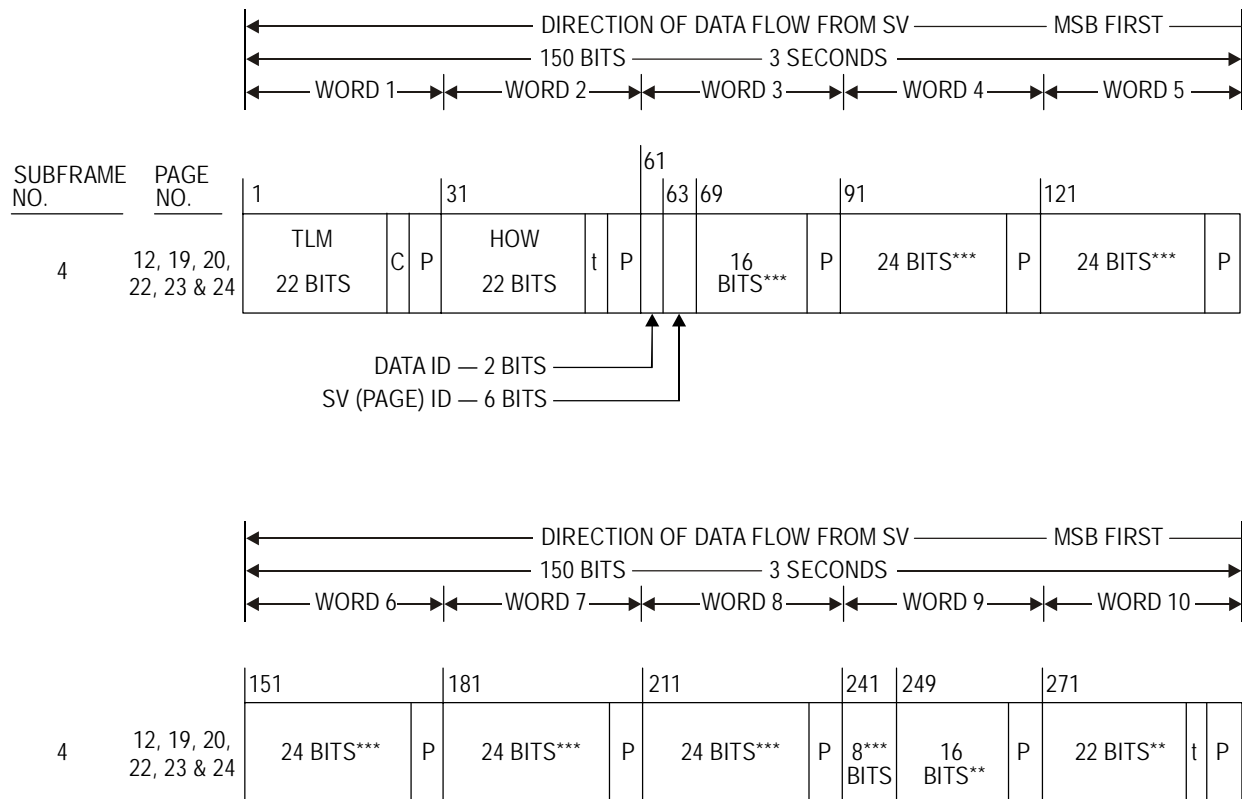 DIRECTION OF DATA FLOW FROM SV MSB FIRST
150 BITS 3 SECONDS
WORD 1 WORD 2 WORD 3 WORD 4 WORD 5
SUBFRAME NO. PAGE NO.
1 31 61 63 69 91 121
4 12, 19, 20, 22, 23 & 24
TLM 22 BITS C P HOW 22 BITS t P 16 BITS*** P 24 BITS*** P 24 BITS*** P
DATA ID — 2 BITS
SV (PAGE) ID — 6 BITS
DIRECTION OF DATA FLOW FROM SV MSB FIRST
150 BITS 3 SECONDS
WORD 6 WORD 7 WORD 8 WORD 9 WORD 10
151 181 211 241 249 271
4 12, 19, 20, 22, 23 & 24
24 BITS*** P 24 BITS*** P 24 BITS*** P 8*** BITS 16 BITS** P 22 BITS** t P